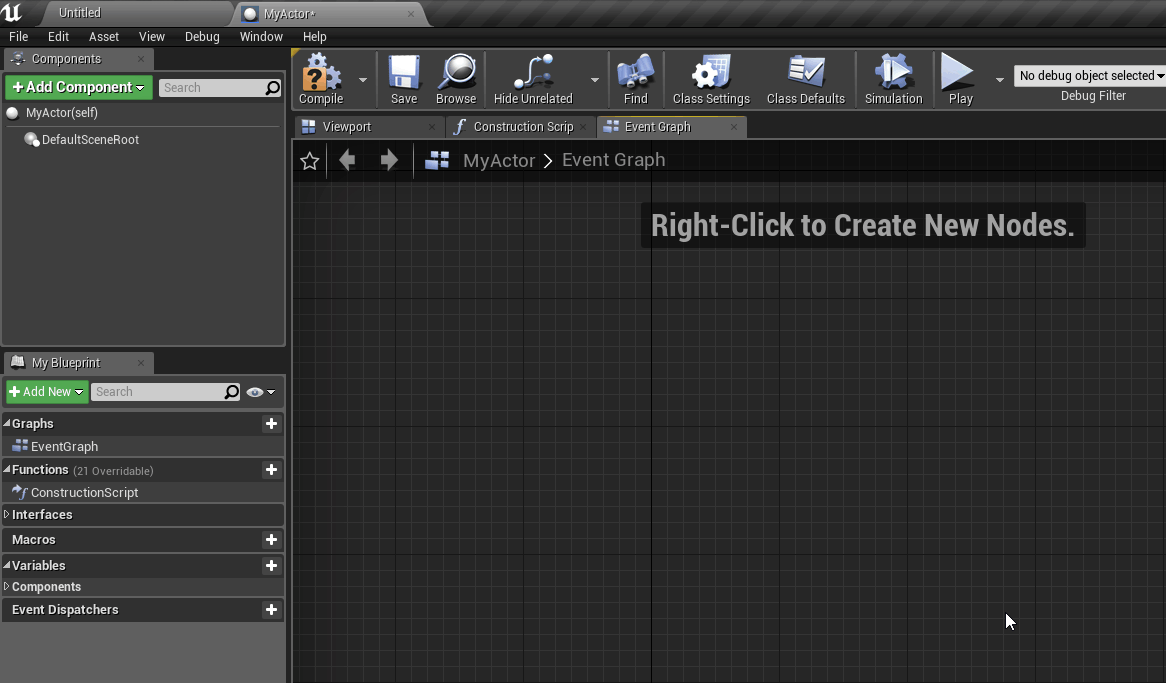 Untitled
MyActor*
File Edit Asset View Debug Window Help
Components
Add Component
Search
MyActor(self)
DefaultSceneRoot
Compile
Save
Browse
Hide Unrelated
Find
Class Settings
Class Defaults
Simulation
Play
No debug object selected
Debug Filter
Viewport
Construction Scrip
Event Graph
MyActor > Event Graph
Right-Click to Create New Nodes.
My Blueprint
Add New
Search
Graphs
EventGraph
Functions (21 Overridable)
ConstructionScript
Interfaces
Macros
Variables
Components
Event Dispatchers